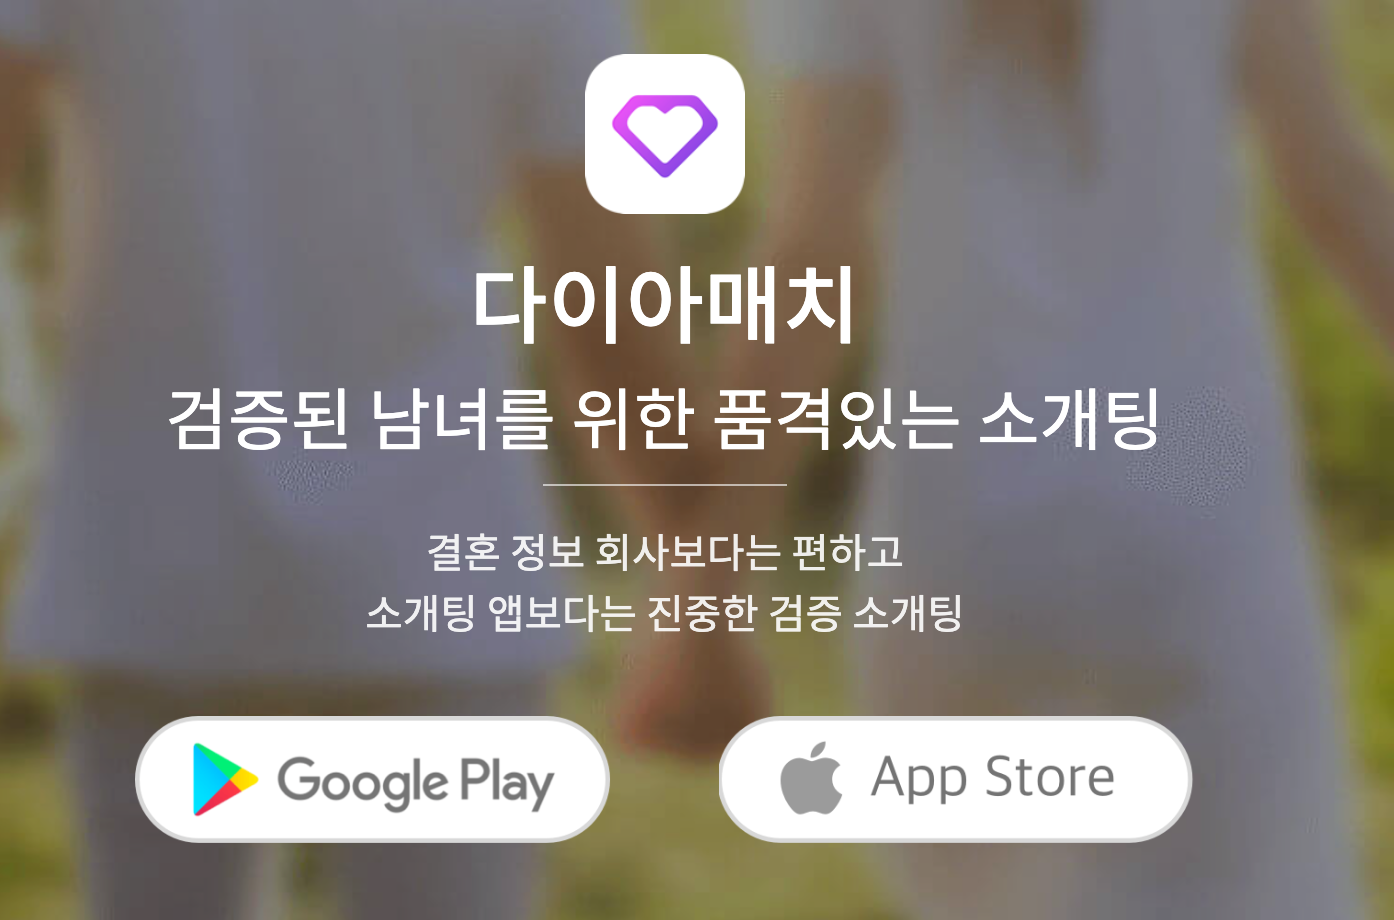 다이아매치
검증된 남녀를 위한 품격있는 소개팅
결혼 정보 회사보다는 편하고
소개팅 앱보다는 진중한 검증 소개팅
Google Play
App Store